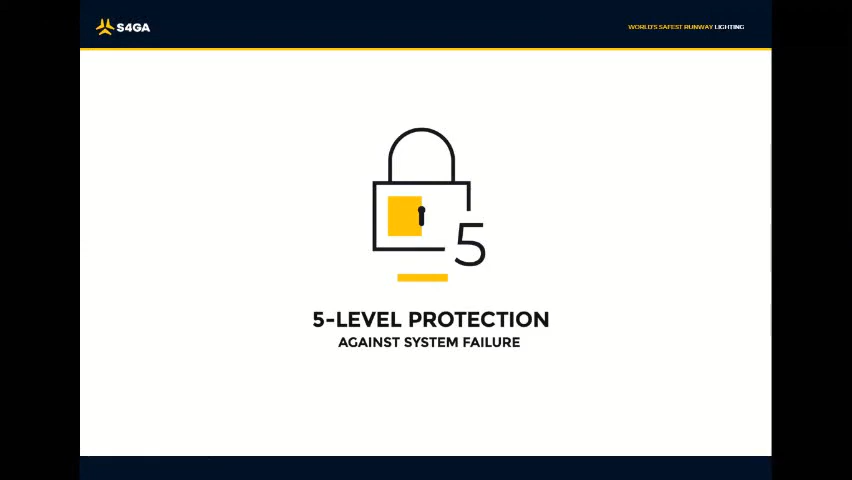 S4GA
WORLD'S SAFEST RUNWAY LIGHTING
5
5-LEVEL PROTECTION
AGAINST SYSTEM FAILURE